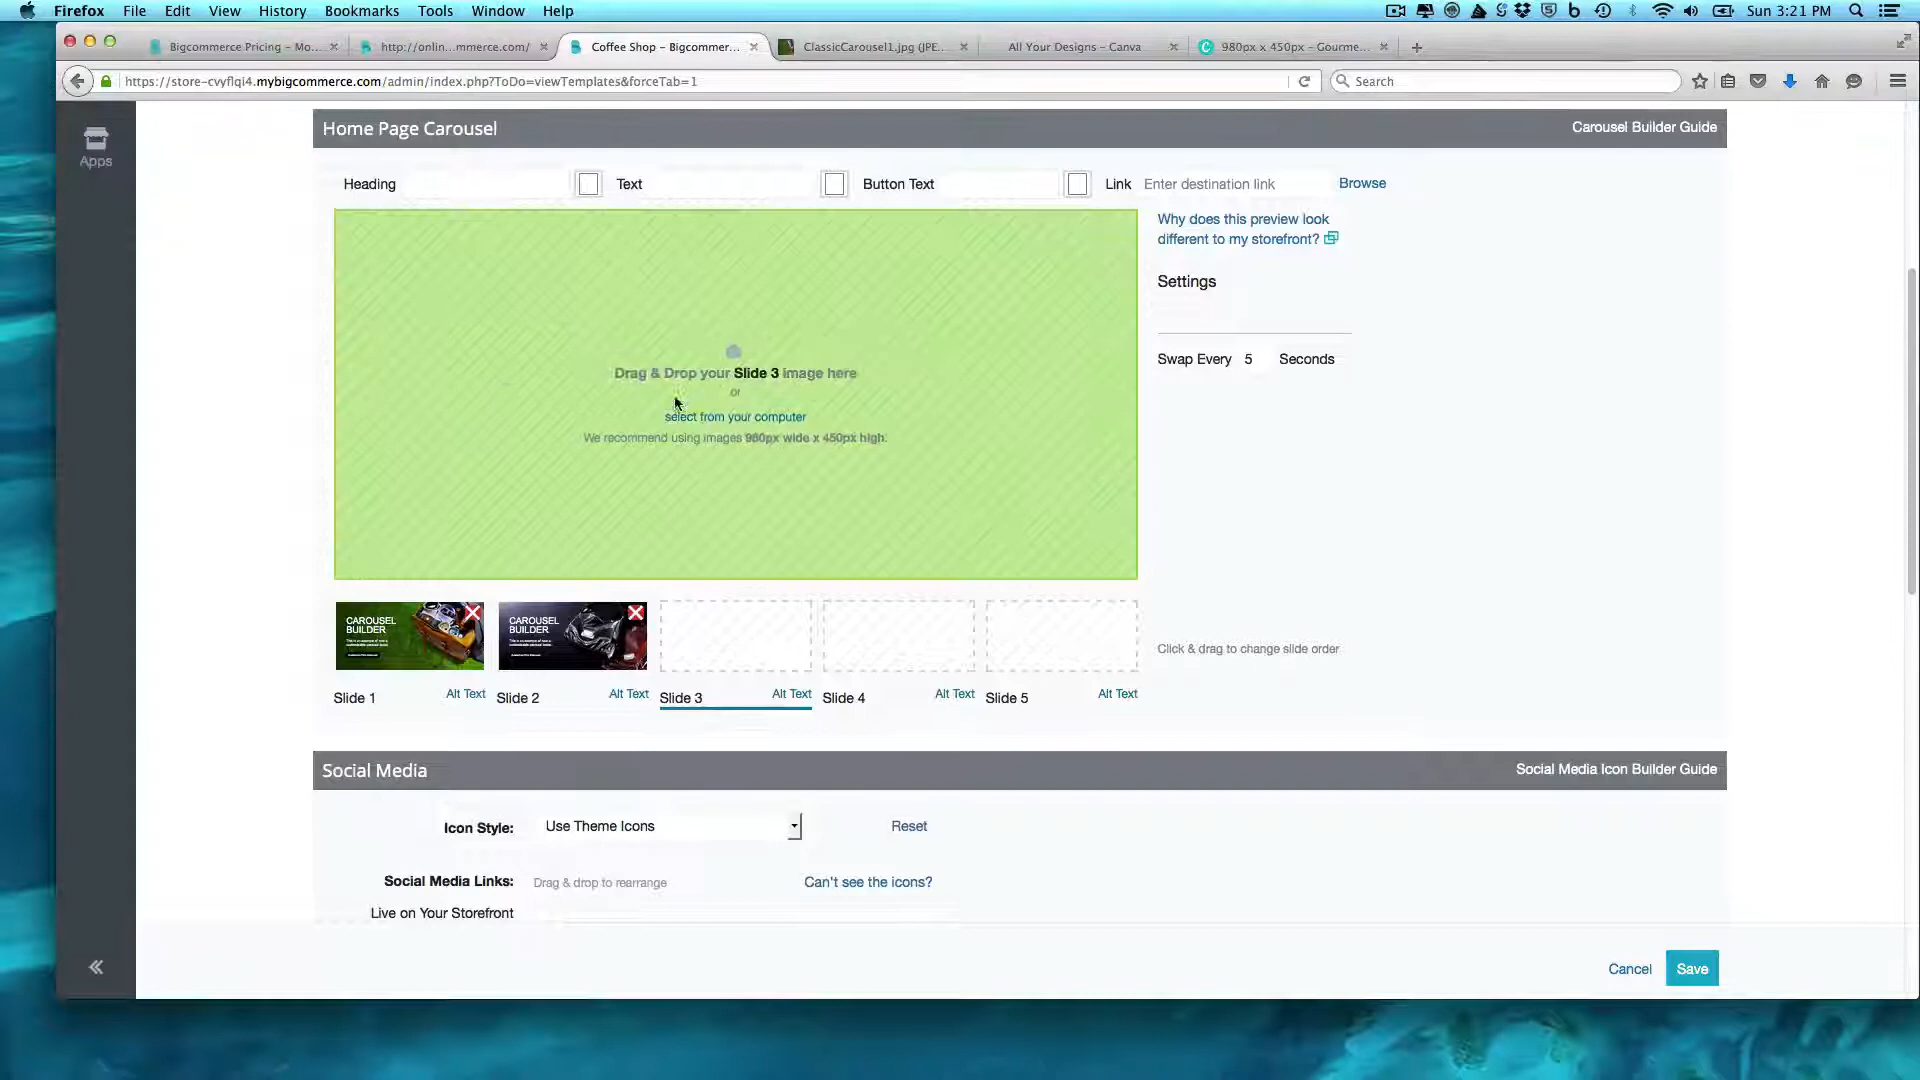 Firefox File Edit View History Bookmarks Tools Window Help
Sun 3:21 PM
Bigcommerce Pricing – Mo...
http://onlin...mmerce.com/
Coffee Shop – Bigcommer...
ClassicCarousel1.jpg (JPE...
All Your Designs – Canva
980px x 450px – Gourme...
https://store-cvyflqi4.mybigcommerce.com/admin/index.php?ToDo=viewTemplates&forceTab=1
Search
Apps
Home Page Carousel
Carousel Builder Guide
Heading
Text
Button Text
Link
Enter destination link
Browse
Why does this preview look
different to my storefront?
Settings
Swap Every 5 Seconds
Drag & Drop your Slide 3 image here
or
select from your computer
We recommend using images 980px wide x 450px high.
CAROUSEL
BUILDER
CAROUSEL
BUILDER
Click & drag to change slide order
Slide 1 Alt Text
Slide 2 Alt Text
Slide 3 Alt Text
Slide 4 Alt Text
Slide 5 Alt Text
Social Media
Social Media Icon Builder Guide
Icon Style: Use Theme Icons
Reset
Social Media Links: Drag & drop to rearrange
Can't see the icons?
Live on Your Storefront
Cancel
Save